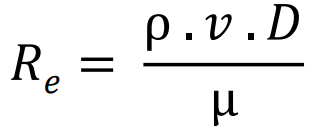 Rₑ = ρ . v . D / μ